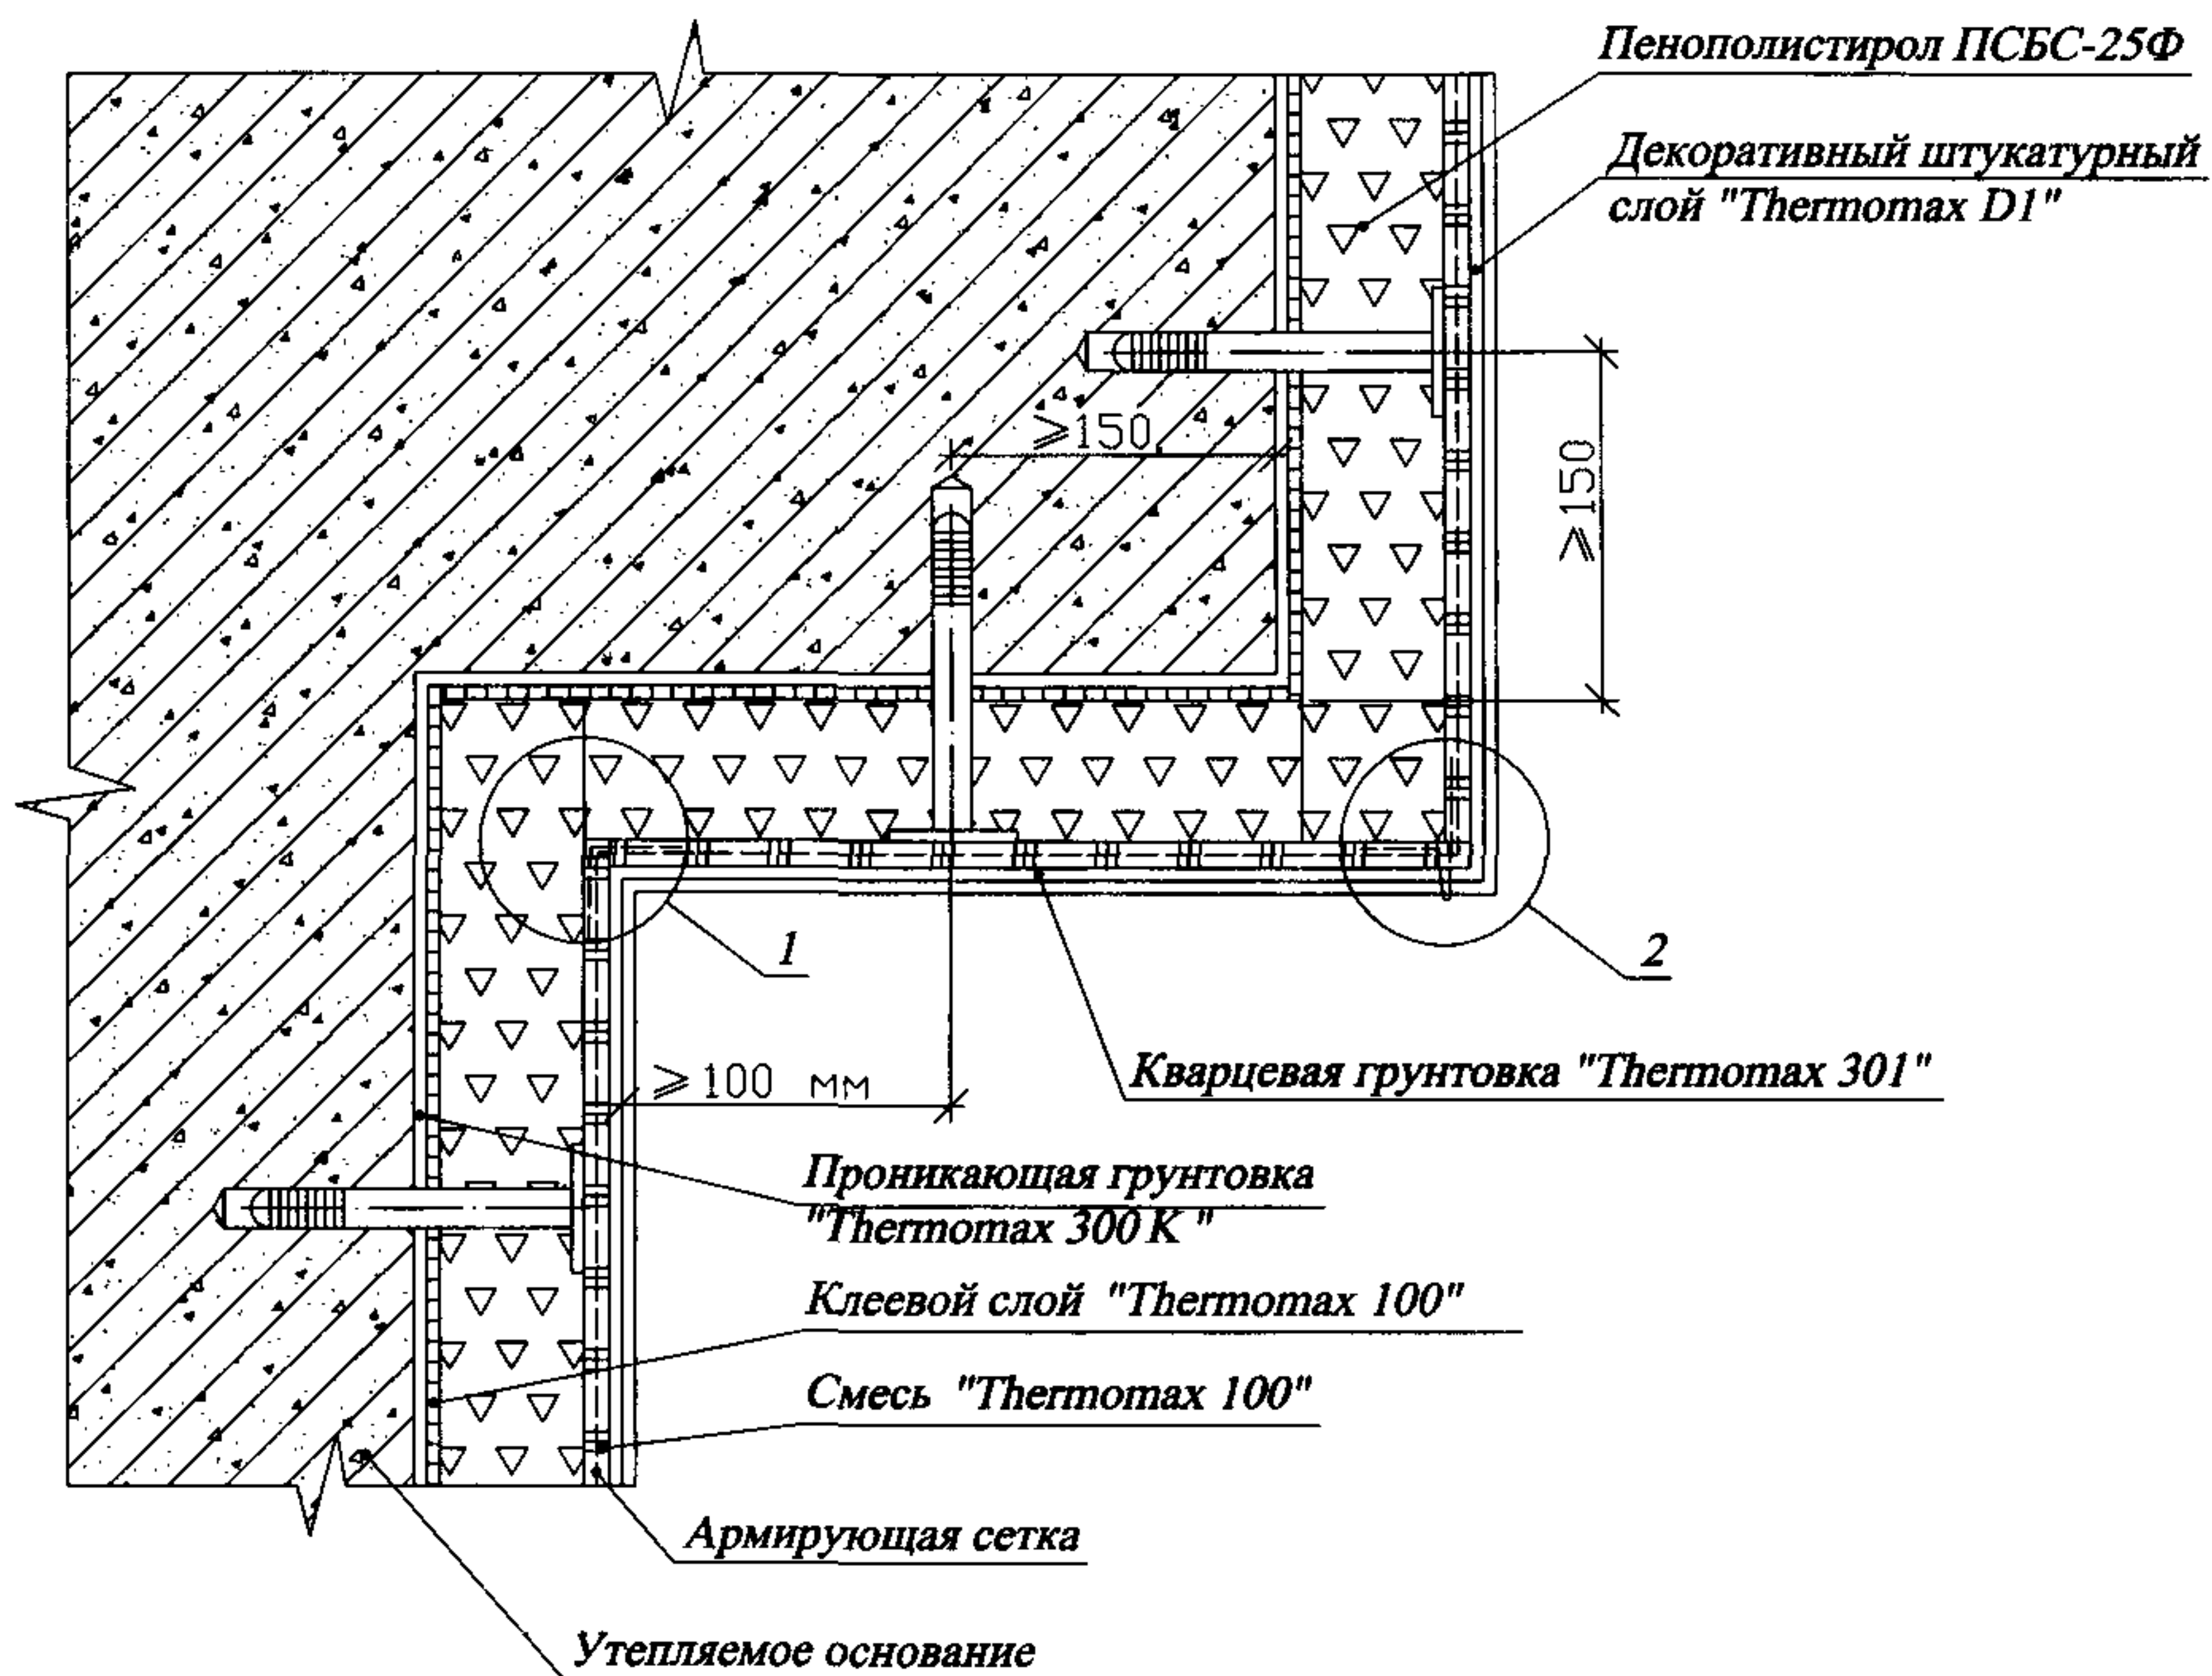 Пенополистирол ПСБС-25Ф
Декоративный штукатурный
слой "Thermomax D1"
≥150
≥150
1
2
≥ 100 мм
Кварцевая грунтовка "Thermomax 301"
Проникающая грунтовка
"Thermomax 300 К "
Клеевой слой "Thermomax 100"
Смесь "Thermomax 100"
Армирующая сетка
Утепляемое основание